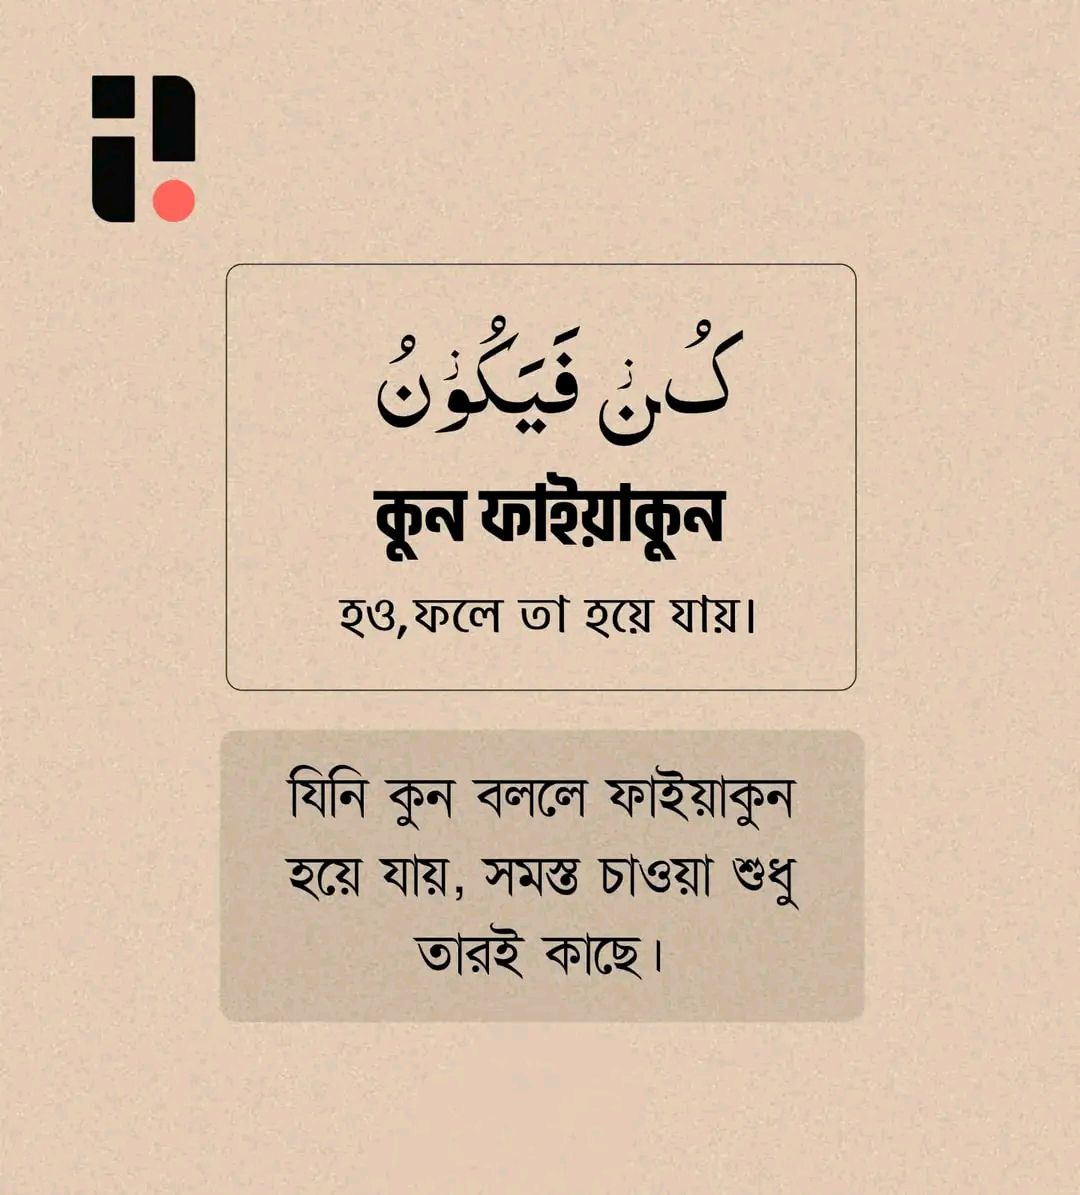 كُنْ فَيَكُوْنُ
কুন ফাইয়াকুন
হও,ফলে তা হয়ে যায়।
যিনি কুন বললে ফাইয়াকুন
হয়ে যায়, সমস্ত চাওয়া শুধু
তারই কাছে।